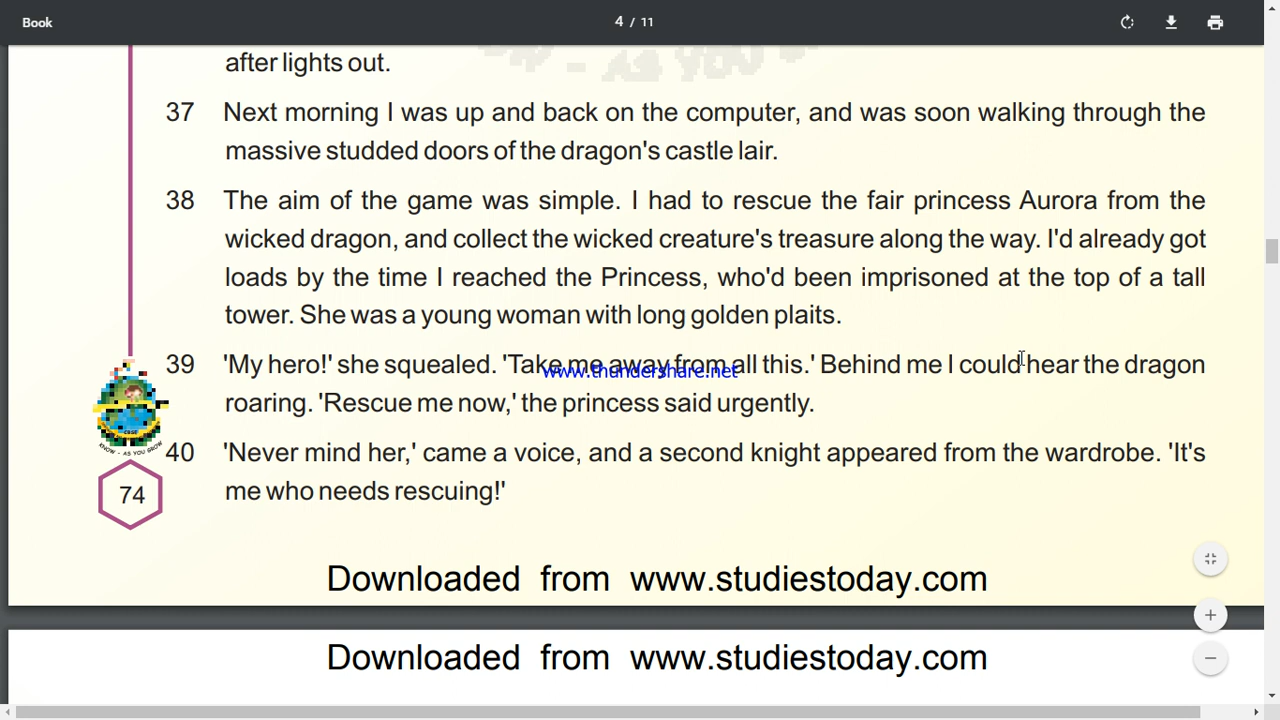 Book
4 / 11
after lights out.
37 Next morning I was up and back on the computer, and was soon walking through the
massive studded doors of the dragon's castle lair.
38 The aim of the game was simple. I had to rescue the fair princess Aurora from the
wicked dragon, and collect the wicked creature's treasure along the way. I'd already got
loads by the time I reached the Princess, who'd been imprisoned at the top of a tall
tower. She was a young woman with long golden plaits.
39 'My hero!' she squealed. 'Take me away from all this.' Behind me I could hear the dragon
www.thundershare.net
roaring. 'Rescue me now,' the princess said urgently.
KNOW - AS YOU GROW
40 'Never mind her,' came a voice, and a second knight appeared from the wardrobe. 'It's
me who needs rescuing!'
74
Downloaded from www.studiestoday.com
Downloaded from www.studiestoday.com